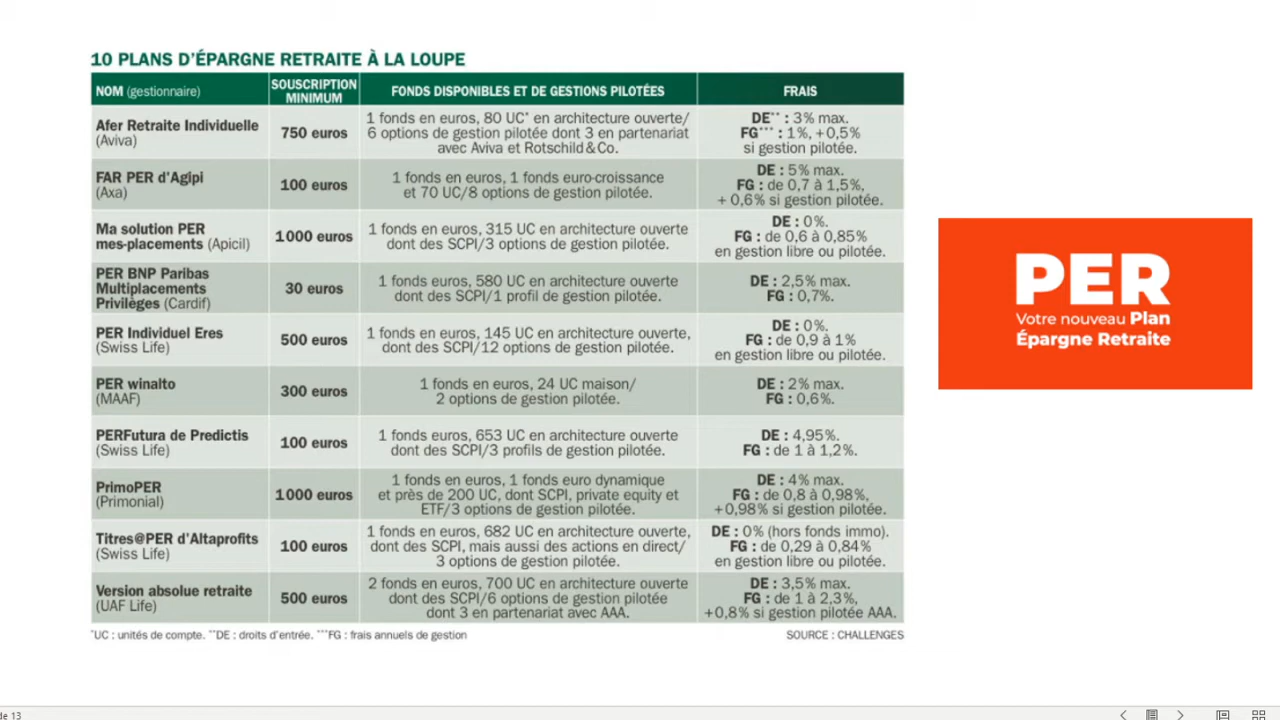 10 PLANS D'ÉPARGNE RETRAITE À LA LOUPE
NOM (gestionnaire)
SOUSCRIPTION
MINIMUM
FONDS DISPONIBLES ET DE GESTIONS PILOTÉES
FRAIS
Afer Retraite Individuelle
(Aviva)
750 euros
1 fonds en euros, 80 UC* en architecture ouverte/
6 options de gestion pilotée dont 3 en partenariat
avec Aviva et Rotschild & Co.
DE** : 3% max.
FG*** : 1%, +0,5%
si gestion pilotée.
FAR PER d'Agipi
(Axa)
100 euros
1 fonds en euros, 1 fonds euro-croissance
et 70 UC/8 options de gestion pilotée.
DE : 5% max.
FG : de 0,7 à 1,5%,
+ 0,6% si gestion pilotée.
Ma solution PER
mes-placements (Apicil)
1000 euros
1 fonds en euros, 315 UC en architecture ouverte
dont des SCPI/3 options de gestion pilotée.
DE : 0%.
FG : de 0,6 à 0,85%
en gestion libre ou pilotée.
PER BNP Paribas
Multiplacements
Privilèges (Cardif)
30 euros
1 fonds euros, 580 UC en architecture ouverte
dont des SCPI/1 profil de gestion pilotée.
DE : 2,5% max.
FG : 0,7%.
PER Individuel Eres
(Swiss Life)
500 euros
1 fonds en euros, 145 UC en architecture ouverte,
dont des SCPI/12 options de gestion pilotée.
DE : 0%.
FG : de 0,9 à 1%
en gestion libre ou pilotée.
PER winalto
(MAAF)
300 euros
1 fonds en euros, 24 UC maison/
2 options de gestion pilotée.
DE : 2% max.
FG : 0,6%.
PERFutura de Predictis
(Swiss Life)
100 euros
1 fonds euros, 653 UC en architecture ouverte
dont des SCPI/3 profils de gestion pilotée.
DE : 4,95%.
FG : de 1 à 1,2%.
PrimoPER
(Primonial)
1000 euros
1 fonds en euros, 1 fonds euro dynamique
et près de 200 UC, dont SCPI, private equity et
ETF/3 options de gestion pilotée.
DE : 4% max.
FG : de 0,8 à 0,98%,
+0,98% si gestion pilotée.
Titres@PER d'Altaprofits
(Swiss Life)
100 euros
1 fonds en euros, 682 UC en architecture ouverte,
dont des SCPI, mais aussi des actions en direct/
3 options de gestion pilotée.
DE : 0% (hors fonds immo).
FG : de 0,29 à 0,84%
en gestion libre ou pilotée.
Version absolue retraite
(UAF Life)
500 euros
2 fonds en euros, 700 UC en architecture ouverte
dont des SCPI/6 options de gestion pilotée
dont 3 en partenariat avec AAA.
DE : 3,5% max.
FG : de 1 à 2,3%,
+0,8% si gestion pilotée AAA.
*UC : unités de compte. **DE : droits d'entrée. ***FG : frais annuels de gestion
SOURCE : CHALLENGES
PER
Votre nouveau Plan
Épargne Retraite
de 13